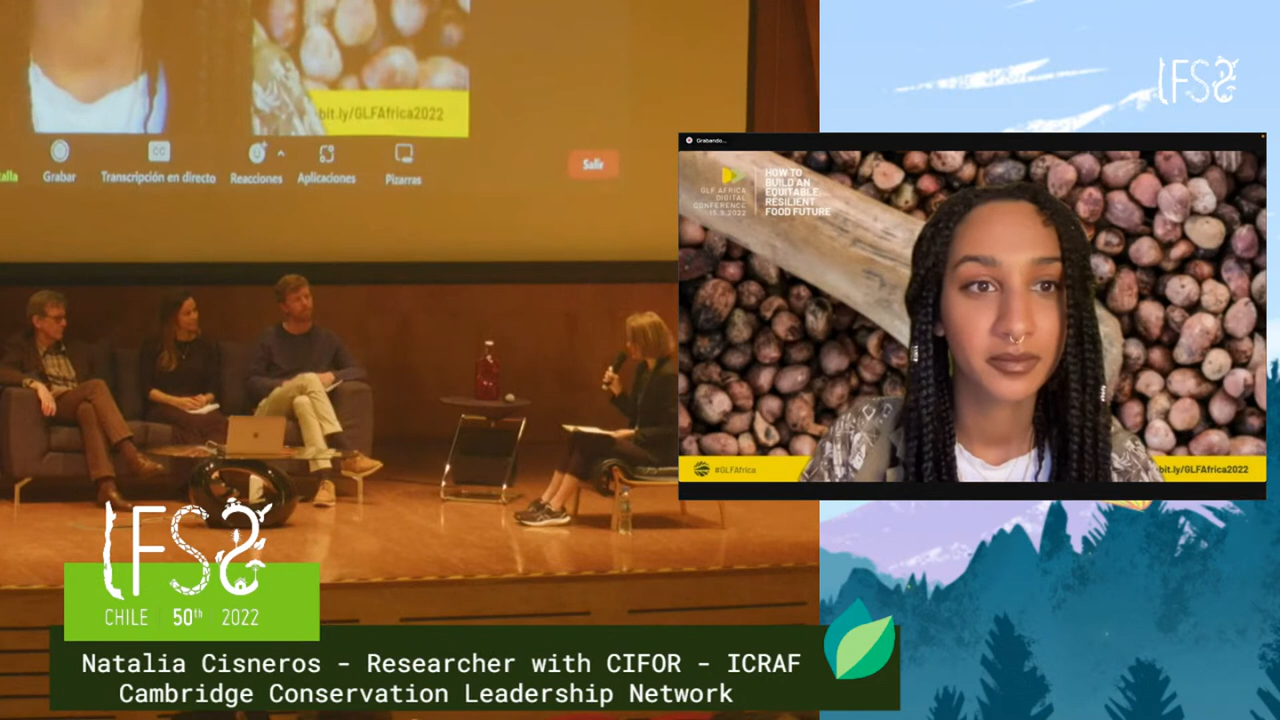 bit.ly/GLFAfrica2022
Grabar
Transcripción en directo
Reacciones
Aplicaciones
Pizarras
Salir
IFSS
Grabando...
GLF AFRICA
DIGITAL
CONFERENCE
15.9.2022
HOW TO
BUILD AN
EQUITABLE,
RESILIENT
FOOD FUTURE
#GLFAfrica
bit.ly/GLFAfrica2022
IFSS
CHILE 50th 2022
Natalia Cisneros - Researcher with CIFOR - ICRAF
Cambridge Conservation Leadership Network